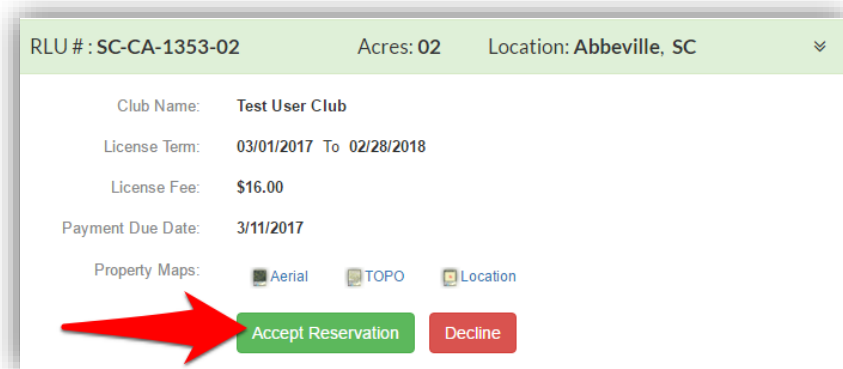 RLU # : SC-CA-1353-02 Acres: 02 Location: Abbeville, SC
Club Name: Test User Club
License Term: 03/01/2017 To 02/28/2018
License Fee: $16.00
Payment Due Date: 3/11/2017
Property Maps: Aerial TOPO Location
Accept Reservation Decline